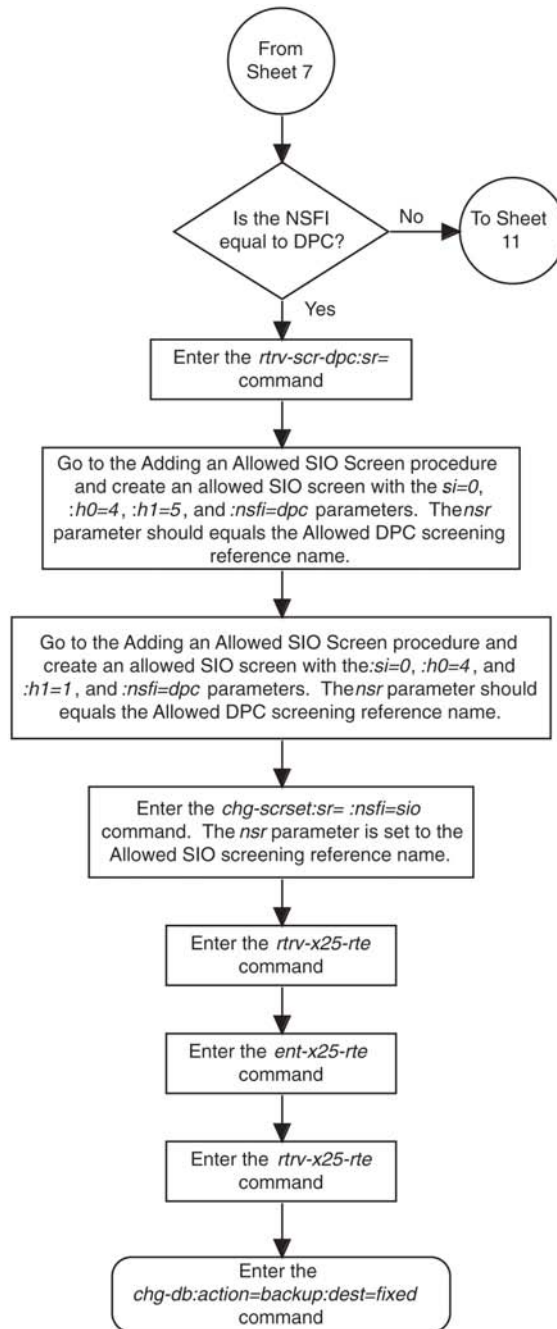 From
Sheet 7
Is the NSFI
equal to DPC?
No
To Sheet
11
Yes
Enter the rtrv-scr-dpc:sr=
command
Go to the Adding an Allowed SIO Screen procedure
and create an allowed SIO screen with the si=0,
:h0=4, :h1=5, and :nsfi=dpc parameters. The nsr
parameter should equals the Allowed DPC screening
reference name.
Go to the Adding an Allowed SIO Screen procedure and
create an allowed SIO screen with the:si=0, :h0=4, and
:h1=1, and :nsfi=dpc parameters. The nsr parameter should
equals the Allowed DPC screening reference name.
Enter the chg-scrset:sr= :nsfi=sio
command. The nsr parameter is set to the
Allowed SIO screening reference name.
Enter the rtrv-x25-rte
command
Enter the ent-x25-rte
command
Enter the rtrv-x25-rte
command
Enter the
chg-db:action=backup:dest=fixed
command